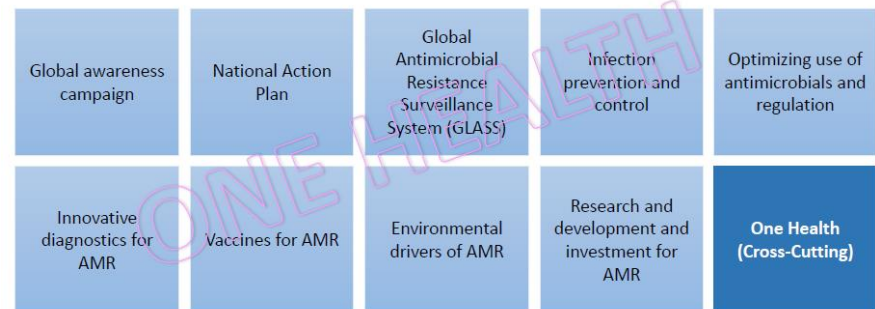 Global awareness
campaign
National Action
Plan
Global
Antimicrobial
Resistance
Surveillance
System (GLASS)
Infection
prevention and
control
Optimizing use of
antimicrobials and
regulation
Innovative
diagnostics for
AMR
Vaccines for AMR
Environmental
drivers of AMR
Research and
development and
investment for
AMR
One Health
(Cross-Cutting)
ONE HEALTH